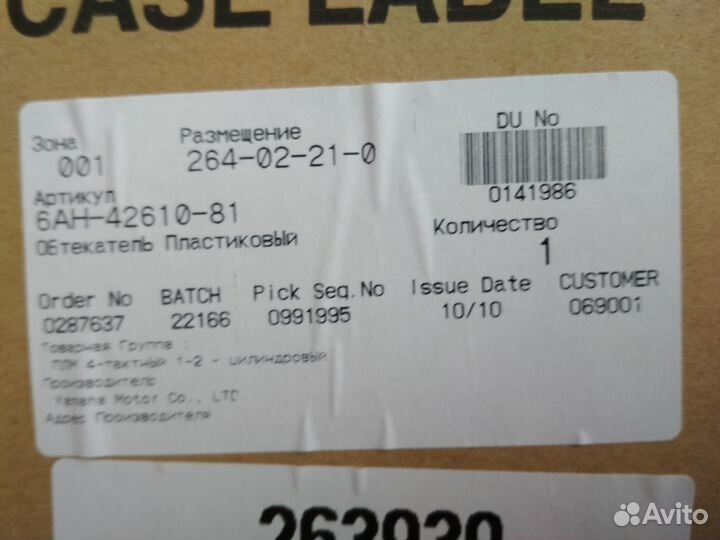 CASE LABEL
Зона Размещение DU No
001 264-02-21-0
0141986
Артикул
6AH-42610-81 Количество
ОБтекатель Пластиковый 1
Order No BATCH Pick Seq.No Issue Date CUSTOMER
0287637 22166 0991995 10/10 069001
Товарная Группа :
ПЛМ 4-тактный 1-2 - цилиндровый
Производитель
Yamaha Motor Co., LTD
Адрес Производителя
263930
Avito